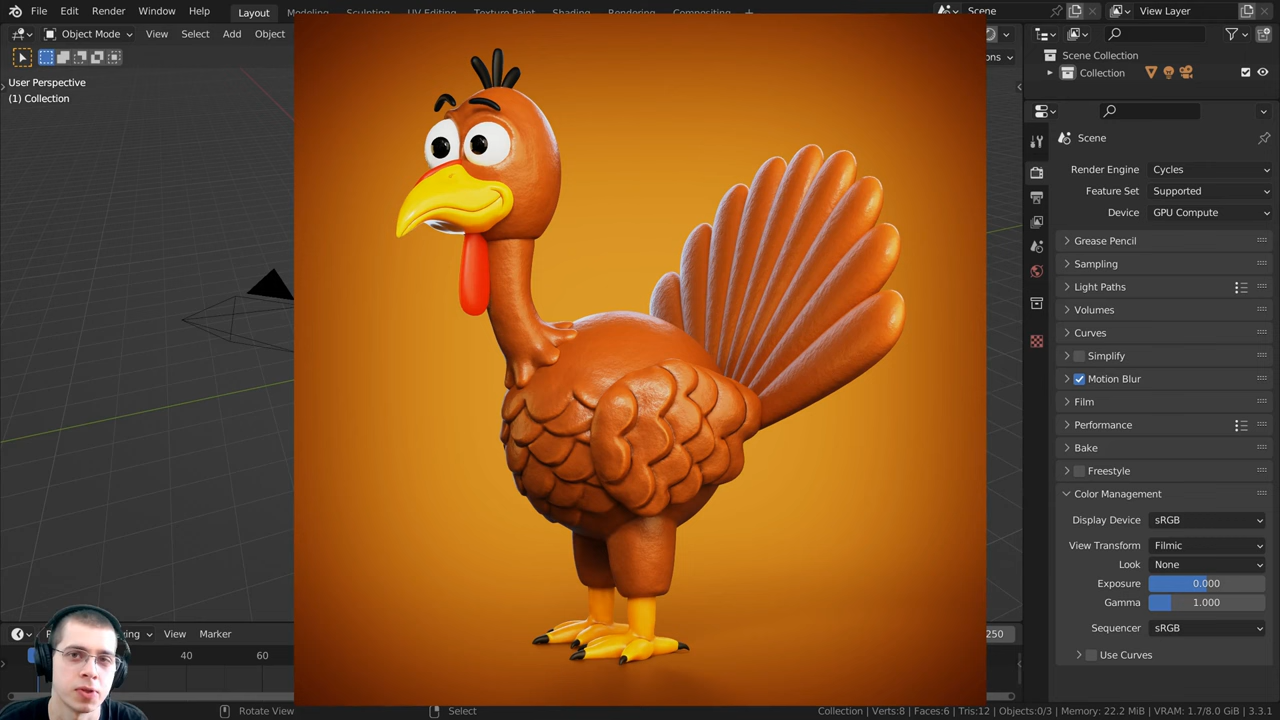 File Edit Render Window Help Layout Modeling Sculpting UV Editing Texture Paint Shading Rendering Compositing Scene View Layer
Object Mode View Select Add Object
User Perspective
(1) Collection
Scene Collection
Collection
Scene
Render Engine Cycles
Feature Set Supported
Device GPU Compute
Grease Pencil
Sampling
Light Paths
Volumes
Curves
Simplify
Motion Blur
Film
Performance
Bake
Freestyle
Color Management
Display Device sRGB
View Transform Filmic
Look None
Exposure 0.000
Gamma 1.000
Sequencer sRGB
Use Curves
View Marker
250
40 60
Rotate View Select Collection | Verts:8 | Faces:6 | Tris:12 | Objects:0/3 | Memory: 22.2 MiB | VRAM: 1.7/8.0 GiB | 3.3.1